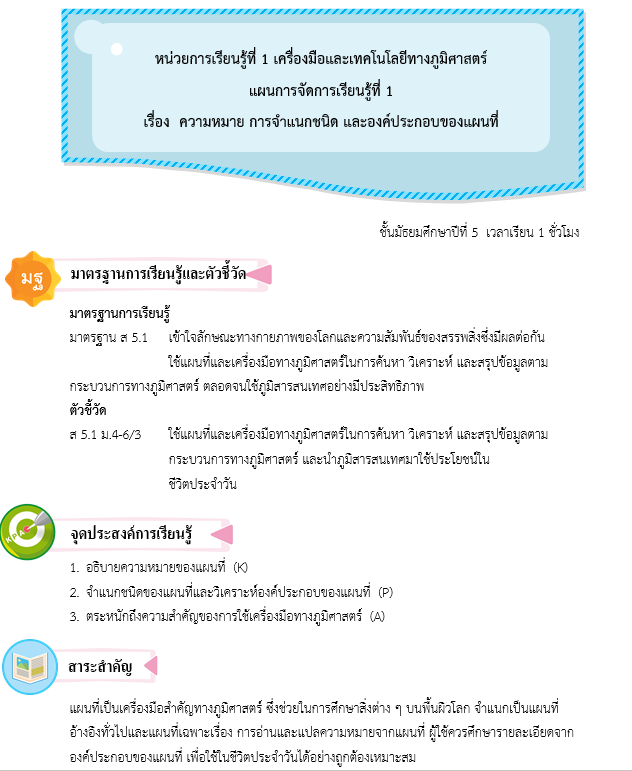 หน่วยการเรียนรู้ที่ 1 เครื่องมือและเทคโนโลยีทางภูมิศาสตร์
แผนการจัดการเรียนรู้ที่ 1
เรื่อง ความหมาย การจำแนกชนิด และองค์ประกอบของแผนที่
ชั้นมัธยมศึกษาปีที่ 5 เวลาเรียน 1 ชั่วโมง
มฐ
มาตรฐานการเรียนรู้และตัวชี้วัด
มาตรฐานการเรียนรู้
มาตรฐาน ส 5.1 เข้าใจลักษณะทางกายภาพของโลกและความสัมพันธ์ของสรรพสิ่งซึ่งมีผลต่อกัน
ใช้แผนที่และเครื่องมือทางภูมิศาสตร์ในการค้นหา วิเคราะห์ และสรุปข้อมูลตาม
กระบวนการทางภูมิศาสตร์ ตลอดจนใช้ภูมิสารสนเทศอย่างมีประสิทธิภาพ
ตัวชี้วัด
ส 5.1 ม.4-6/3 ใช้แผนที่และเครื่องมือทางภูมิศาสตร์ในการค้นหา วิเคราะห์ และสรุปข้อมูลตาม
กระบวนการทางภูมิศาสตร์ และนำภูมิสารสนเทศมาใช้ประโยชน์ใน
ชีวิตประจำวัน
KPA
จุดประสงค์การเรียนรู้
1. อธิบายความหมายของแผนที่ (K)
2. จำแนกชนิดของแผนที่และวิเคราะห์องค์ประกอบของแผนที่ (P)
3. ตระหนักถึงความสำคัญของการใช้เครื่องมือทางภูมิศาสตร์ (A)
สาระสำคัญ
แผนที่เป็นเครื่องมือสำคัญทางภูมิศาสตร์ ซึ่งช่วยในการศึกษาสิ่งต่าง ๆ บนพื้นผิวโลก จำแนกเป็นแผนที่
อ้างอิงทั่วไปและแผนที่เฉพาะเรื่อง การอ่านและแปลความหมายจากแผนที่ ผู้ใช้ควรศึกษารายละเอียดจาก
องค์ประกอบของแผนที่ เพื่อใช้ในชีวิตประจำวันได้อย่างถูกต้องเหมาะสม